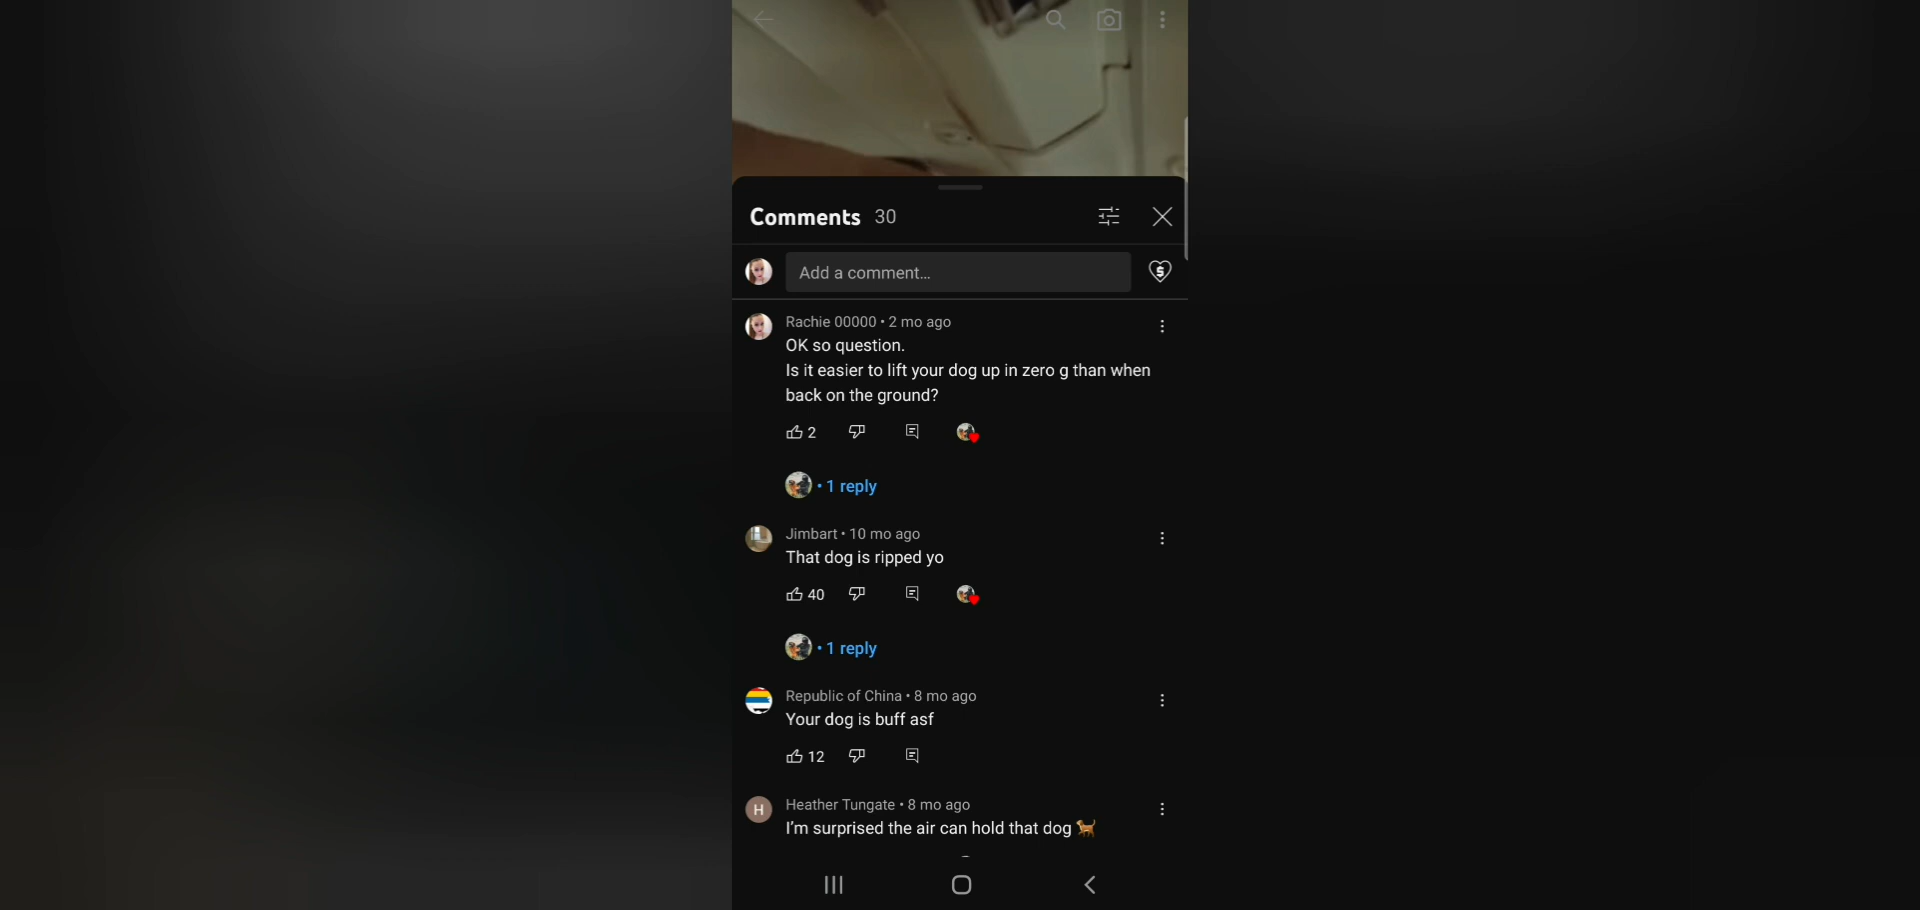 Comments 30
Add a comment...
Rachie 00000 • 2 mo ago
OK so question.
Is it easier to lift your dog up in zero g than when
back on the ground?
2
• 1 reply
Jimbart • 10 mo ago
That dog is ripped yo
40
• 1 reply
Republic of China • 8 mo ago
Your dog is buff asf
12
H
Heather Tungate • 8 mo ago
I'm surprised the air can hold that dog 🐕